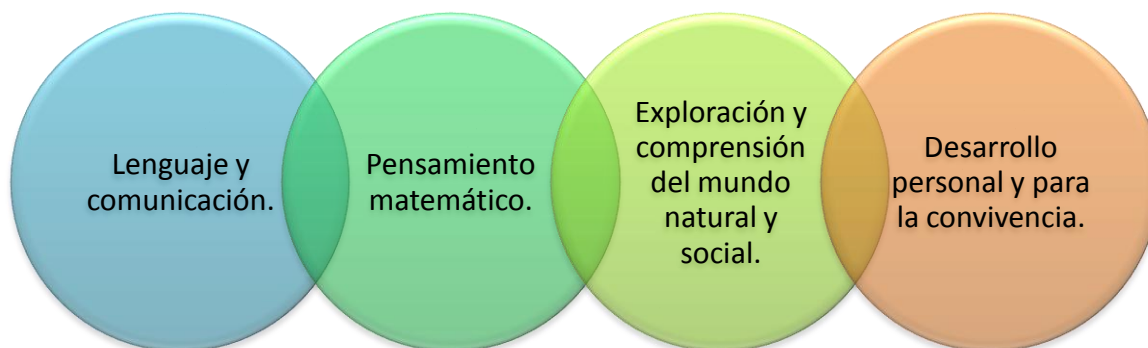 Lenguaje y
comunicación.
Pensamiento
matemático.
Exploración y
comprensión
del mundo
natural y
social.
Desarrollo
personal y para
la convivencia.